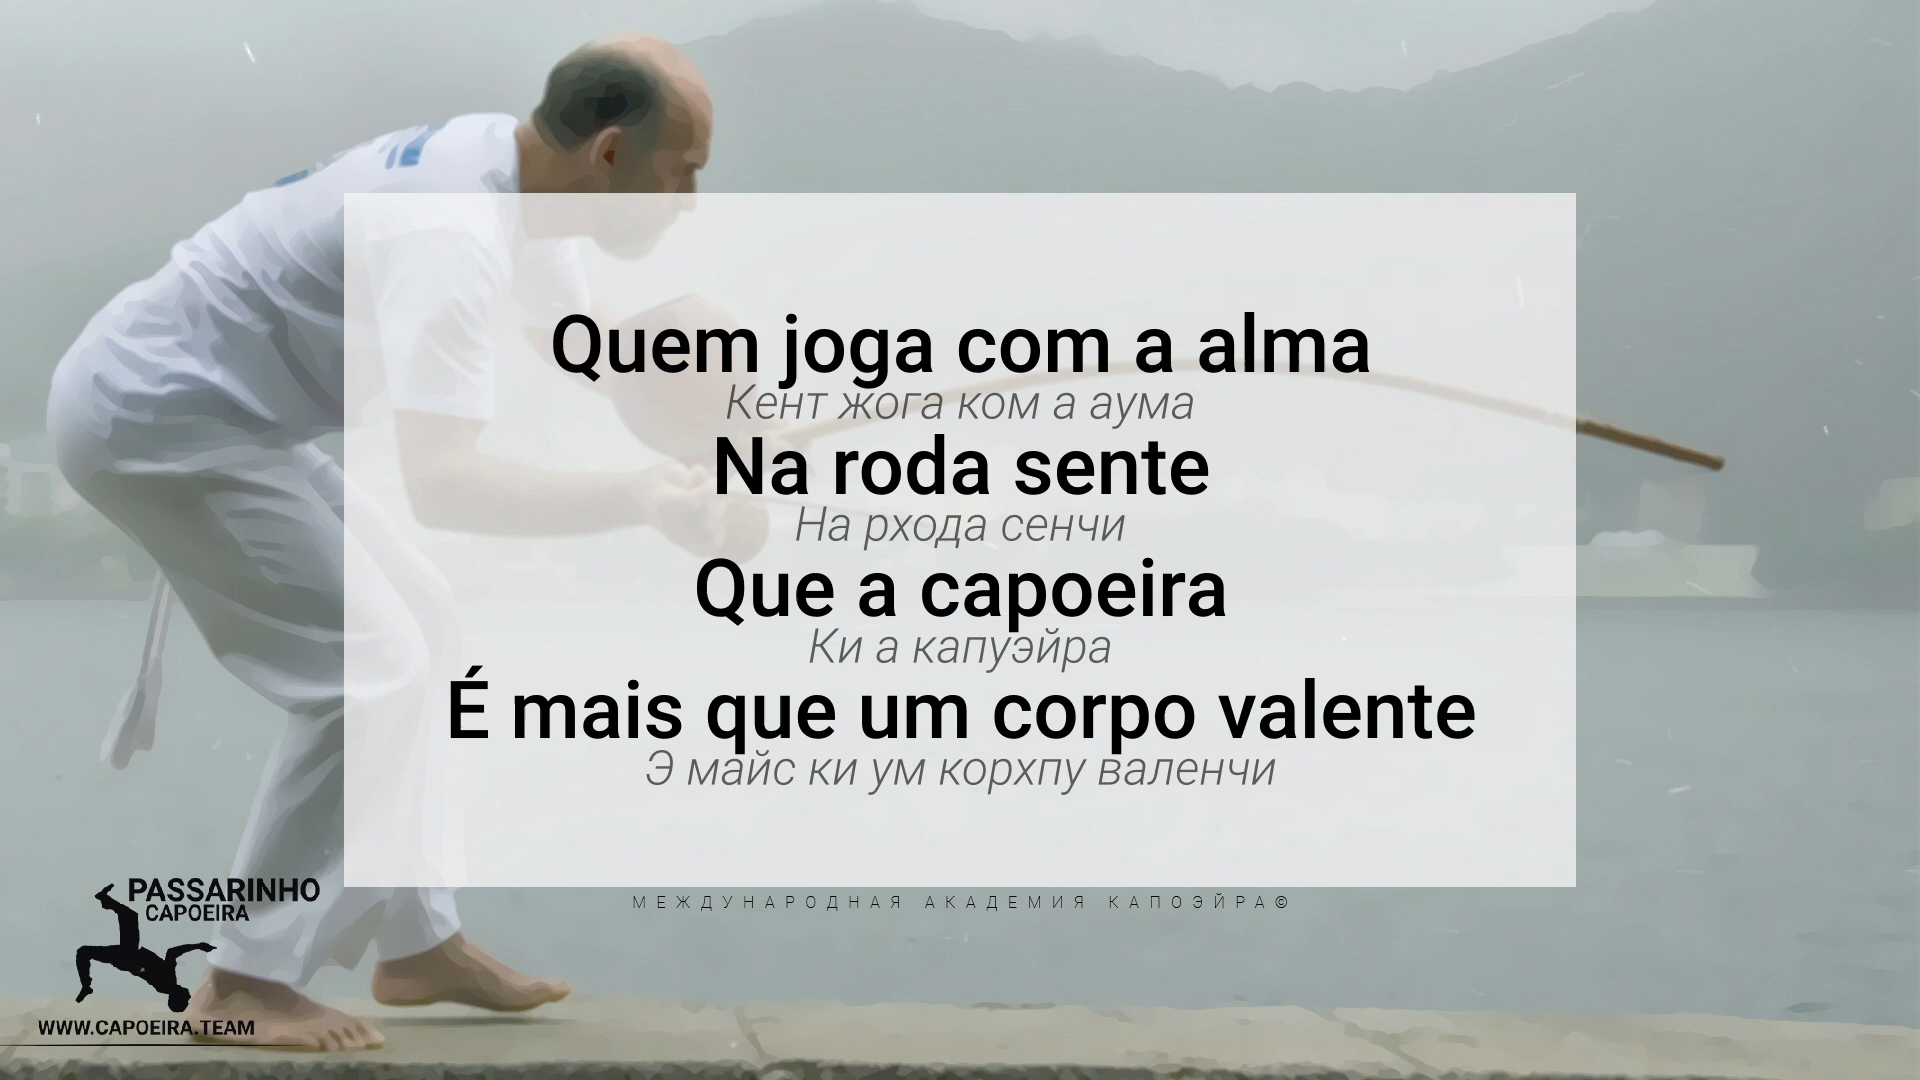 Quem joga com a alma
Кент жога ком а аума
Na roda sente
На рхода сенчи
Que a capoeira
Ки а капуэйра
É mais que um corpo valente
Э майс ки ум корхпу валенчи
МЕЖДУНАРОДНАЯ АКАДЕМИЯ КАПОЭЙРА©
PASSARINHO
CAPOEIRA
WWW.CAPOEIRA.TEAM